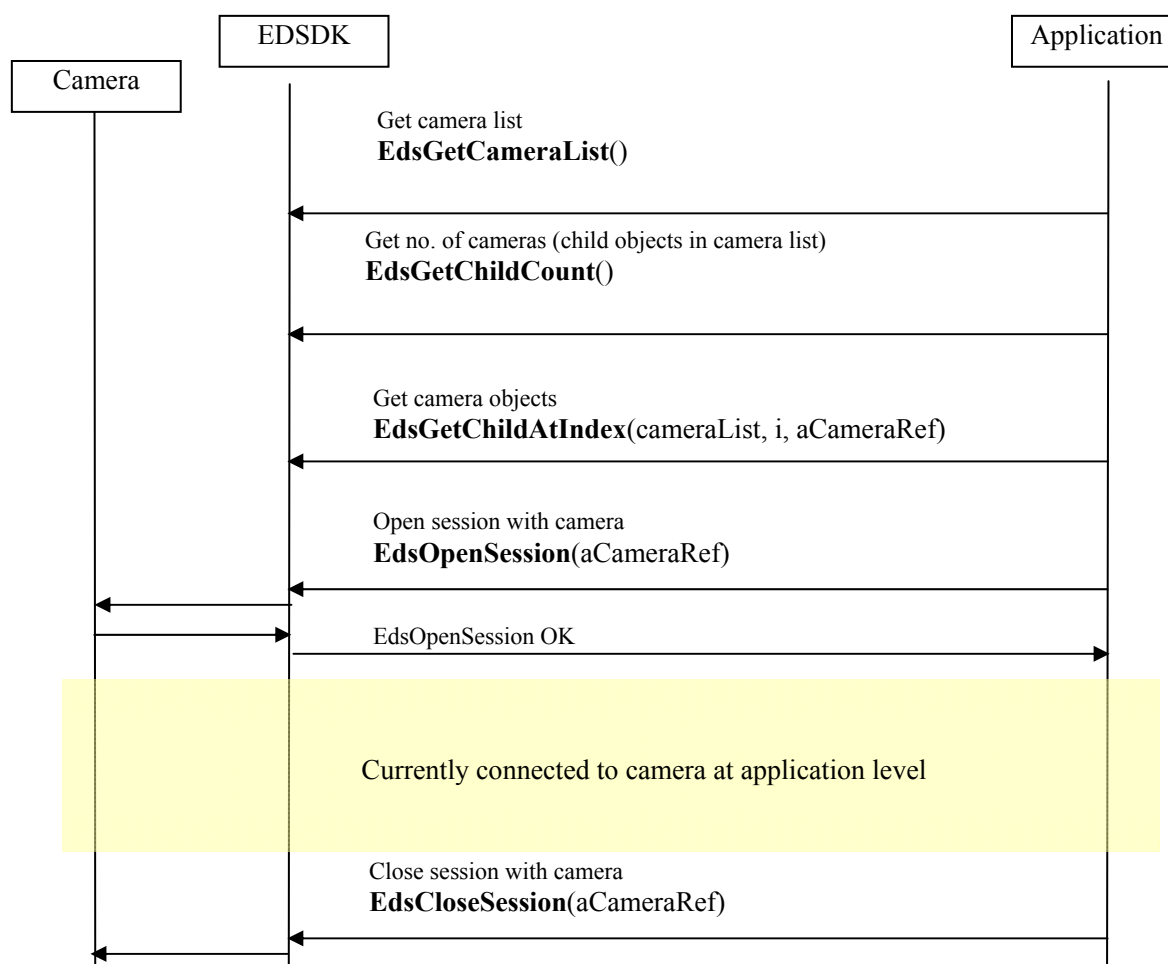 EDSDK
Application
Camera
Get camera list
EdsGetCameraList()
Get no. of cameras (child objects in camera list)
EdsGetChildCount()
Get camera objects
EdsGetChildAtIndex(cameraList, i, aCameraRef)
Open session with camera
EdsOpenSession(aCameraRef)
EdsOpenSession OK
Currently connected to camera at application level
Close session with camera
EdsCloseSession(aCameraRef)